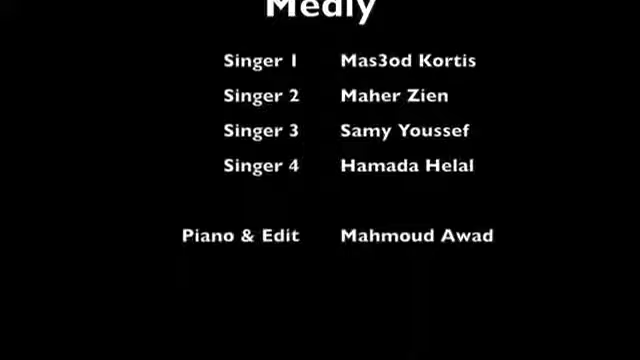 Medly
Singer 1 Mas3od Kortis
Singer 2 Maher Zien
Singer 3 Samy Youssef
Singer 4 Hamada Helal
Piano & Edit Mahmoud Awad